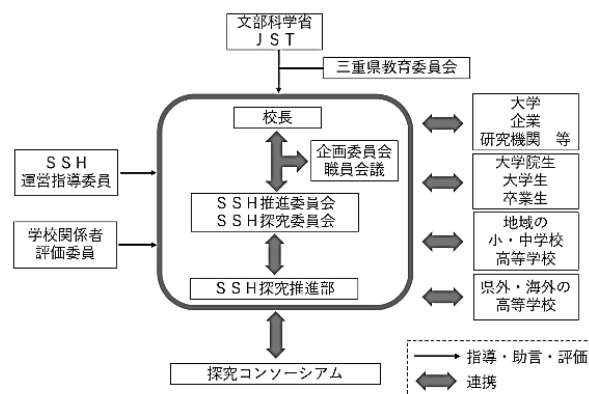 文部科学省
ＪＳＴ
三重県教育委員会
校長
企画委員会
職員会議
ＳＳＨ
運営指導委員
ＳＳＨ推進委員会
ＳＳＨ探究委員会
学校関係者
評価委員
ＳＳＨ探究推進部
大学
企業
研究機関　等
大学院生
大学生
卒業生
地域の
小・中学校
高等学校
県外・海外の
高等学校
探究コンソーシアム
指導・助言・評価
連携